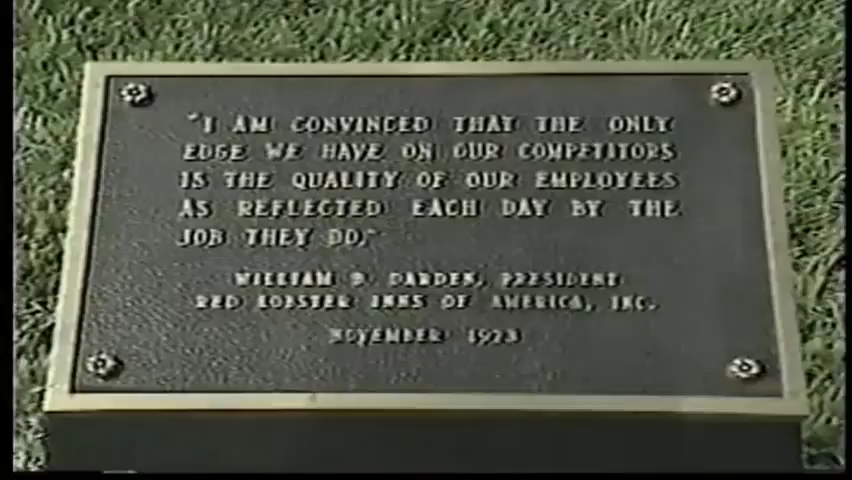 "I AM CONVINCED THAT THE ONLY
EDGE WE HAVE ON OUR COMPETITORS
IS THE QUALITY OF OUR EMPLOYEES
AS REFLECTED EACH DAY BY THE
JOB THEY DO."
WILLIAM B. DARDEN, PRESIDENT
RED LOBSTER INNS OF AMERICA, INC.
NOVEMBER 1973